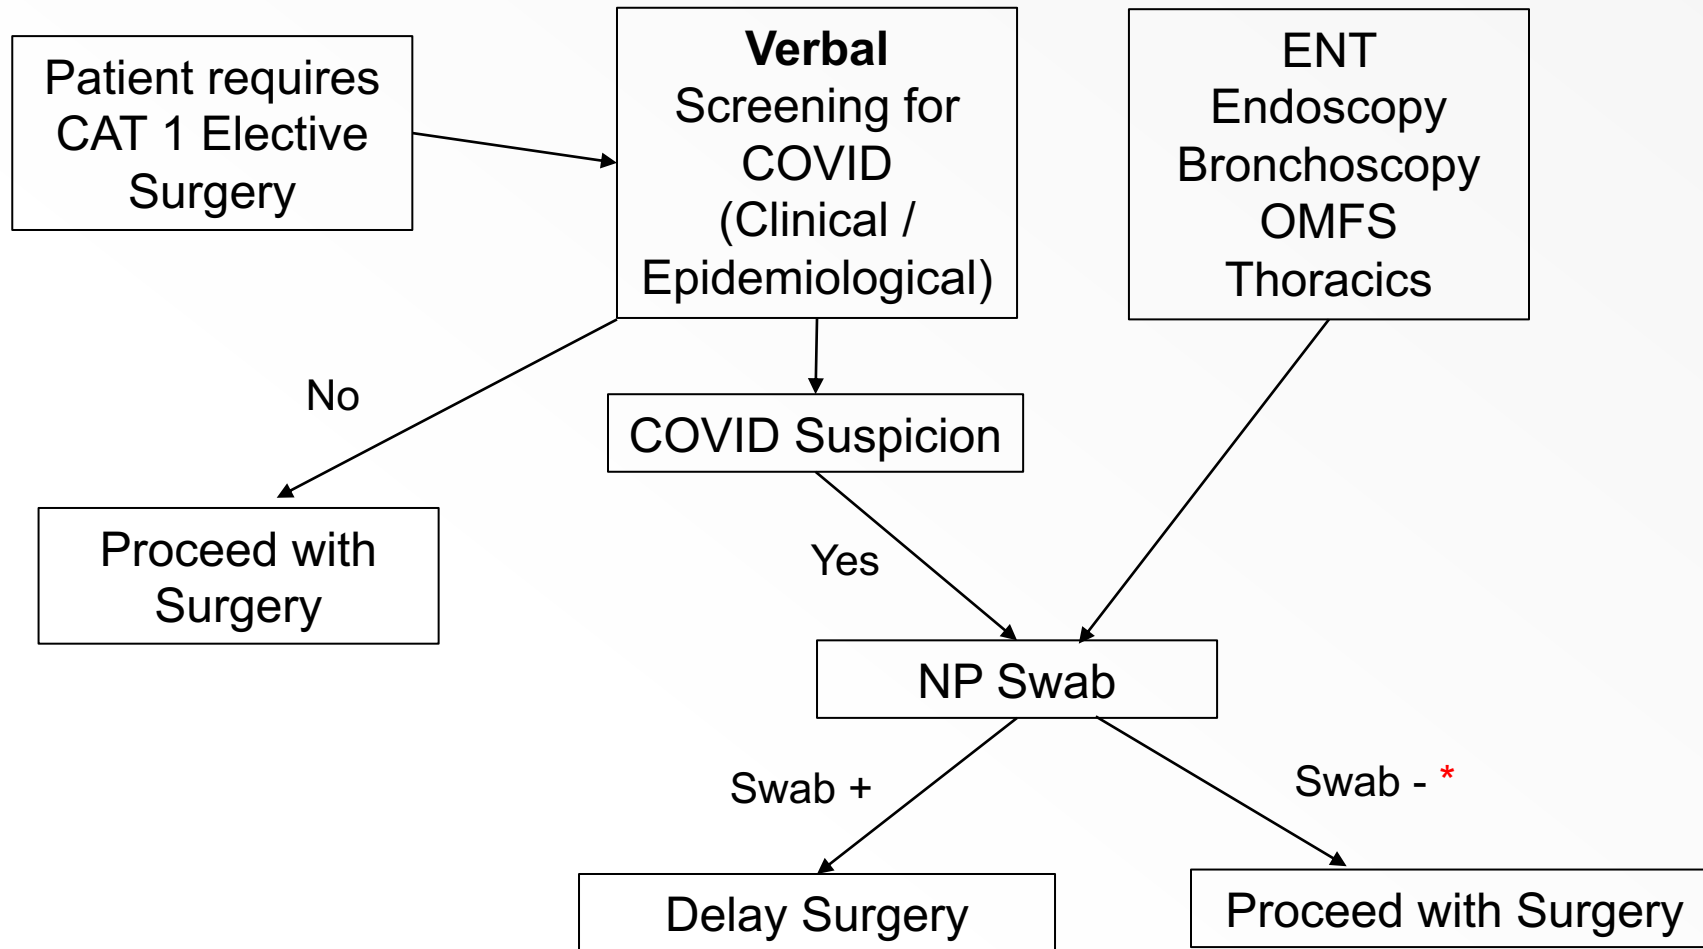 Patient requires
CAT 1 Elective
Surgery
Verbal
Screening for
COVID
(Clinical /
Epidemiological)
ENT
Endoscopy
Bronchoscopy
OMFS
Thoracics
No
COVID Suspicion
Proceed with
Surgery
Yes
NP Swab
Swab +
Swab - *
Delay Surgery
Proceed with Surgery